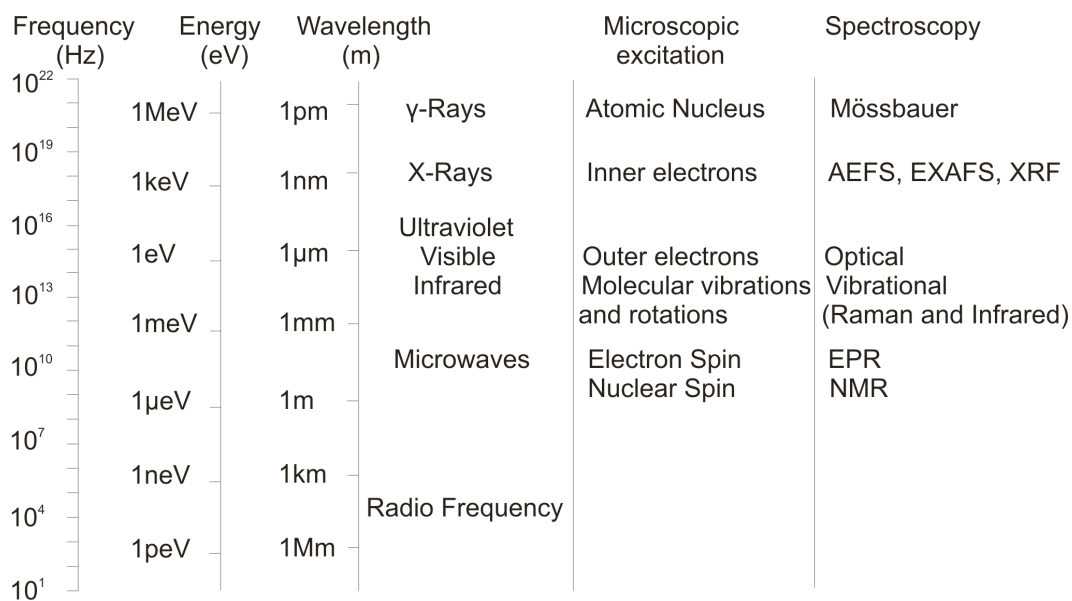 Frequency (Hz) Energy (eV) Wavelength (m) Microscopic excitation Spectroscopy
10²²
1MeV 1pm γ-Rays Atomic Nucleus Mössbauer
10¹⁹
1keV 1nm X-Rays Inner electrons AEFS, EXAFS, XRF
10¹⁶ Ultraviolet
1eV 1µm Visible Outer electrons Optical
10¹³ Infrared Molecular vibrations Vibrational
1meV 1mm and rotations (Raman and Infrared)
10¹⁰ Microwaves Electron Spin EPR
1µeV 1m Nuclear Spin NMR
10⁷
1neV 1km
10⁴ Radio Frequency
1peV 1Mm
10¹